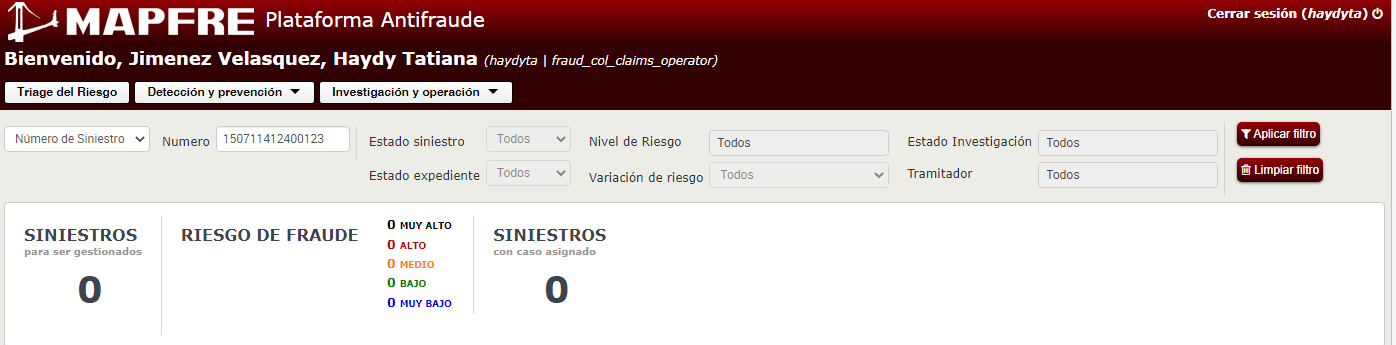 MAPFRE Plataforma Antifraude
Cerrar sesión (haydyta)
Bienvenido, Jimenez Velasquez, Haydy Tatiana (haydyta | fraud_col_claims_operator)
Triage del Riesgo Detección y prevención Investigación y operación
Número de Siniestro Numero 150711412400123 Estado siniestro Todos Nivel de Riesgo Todos Estado Investigación Todos Aplicar filtro
Estado expediente Todos Variación de riesgo Todos Tramitador Todos Limpiar filtro
SINIESTROS
para ser gestionados
0
RIESGO DE FRAUDE
0 MUY ALTO
0 ALTO
0 MEDIO
0 BAJO
0 MUY BAJO
SINIESTROS
con caso asignado
0